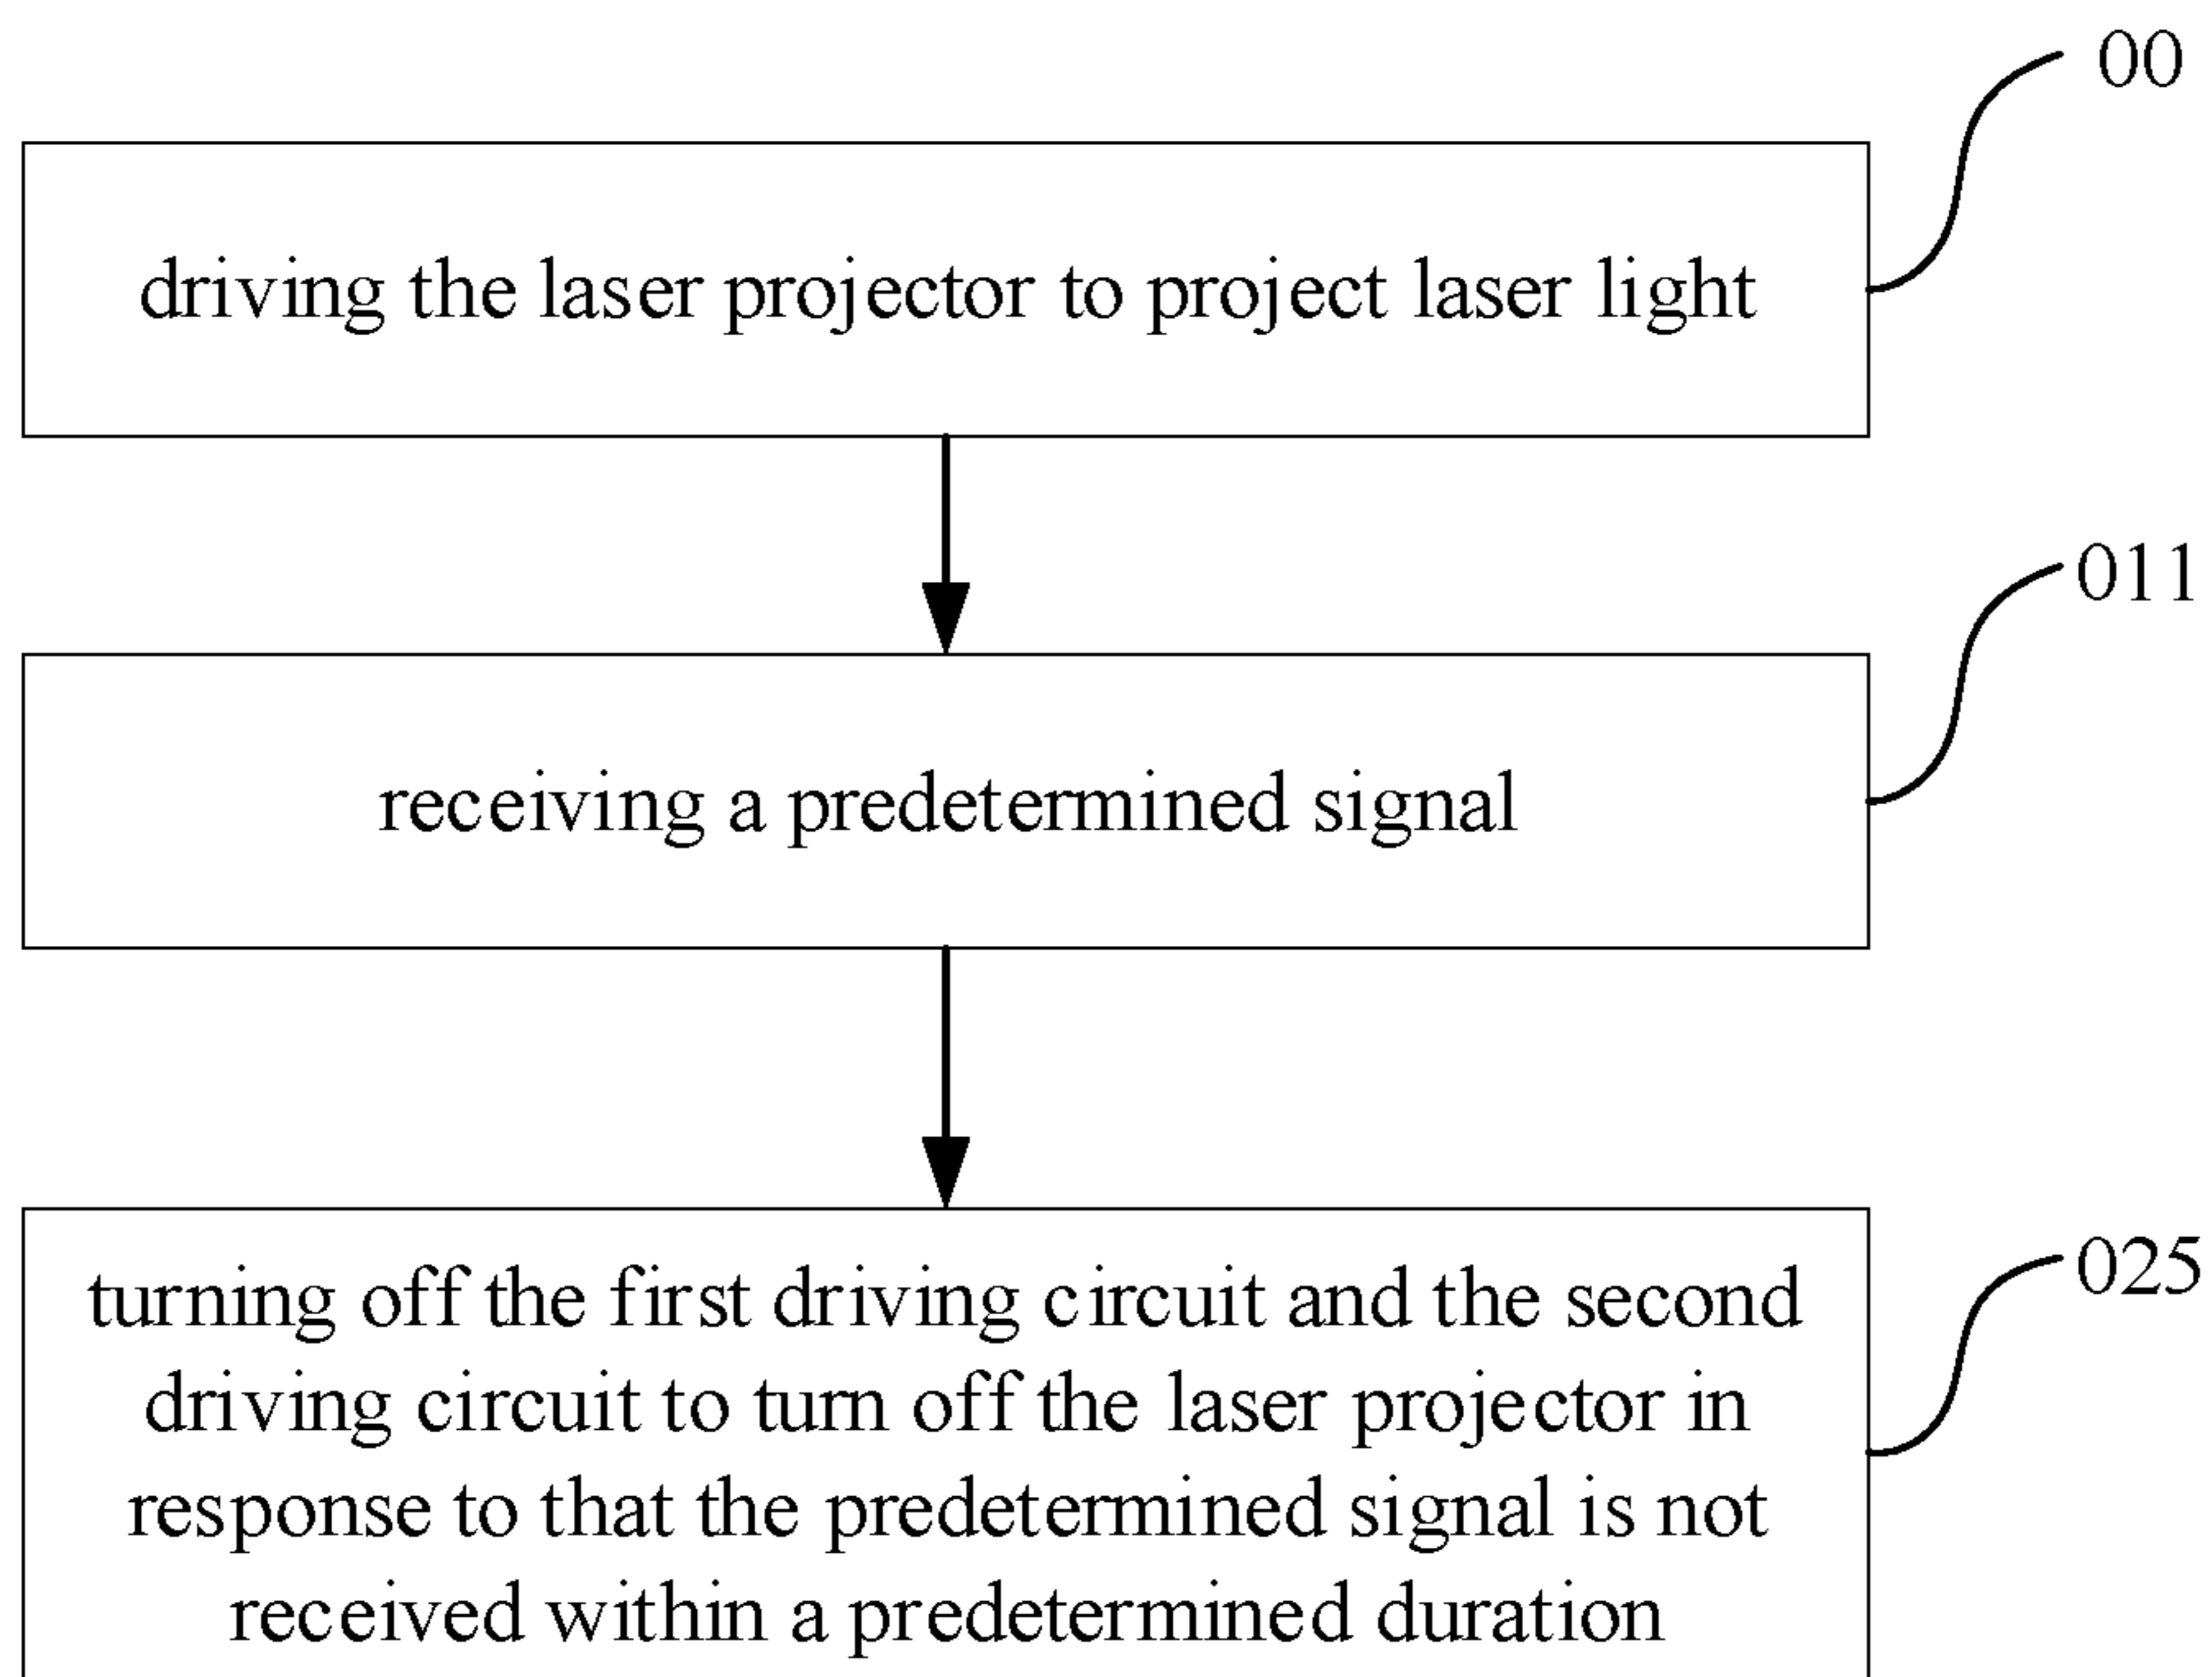 00
driving the laser projector to project laser light
011
receiving a predetermined signal
025
turning off the first driving circuit and the second
driving circuit to turn off the laser projector in
response to that the predetermined signal is not
received within a predetermined duration